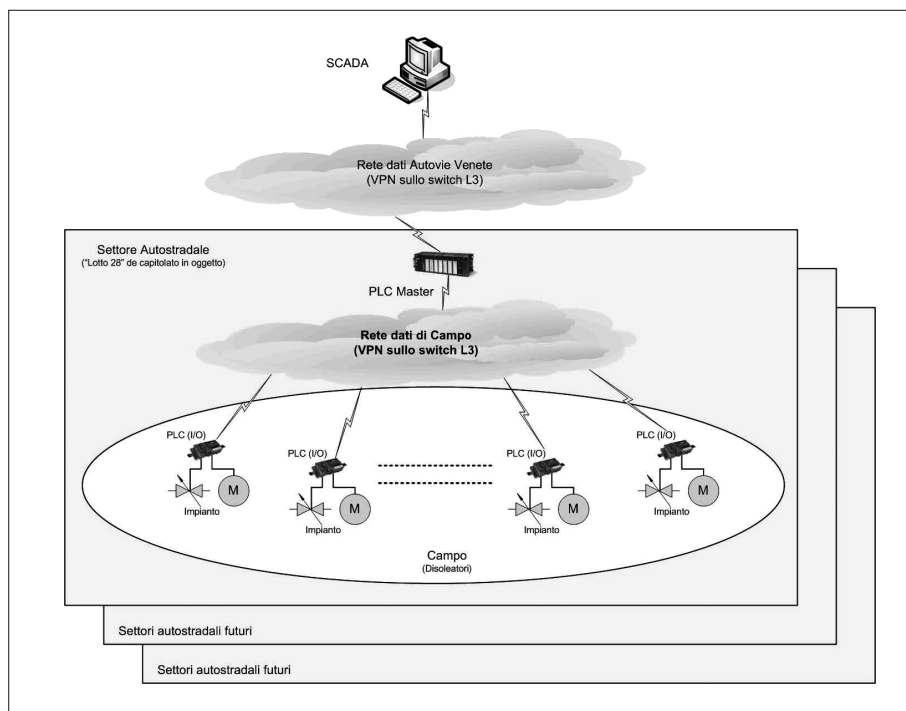 SCADA
Rete dati Autovie Venete
(VPN sullo switch L3)
Settore Autostradale
("Lotto 28" de capitolato in oggetto)
PLC Master
Rete dati di Campo
(VPN sullo switch L3)
PLC (I/O)
M
Impianto
PLC (I/O)
M
Impianto
PLC (I/O)
M
Impianto
PLC (I/O)
M
Impianto
Campo
(Disoleatori)
Settori autostradali futuri
Settori autostradali futuri